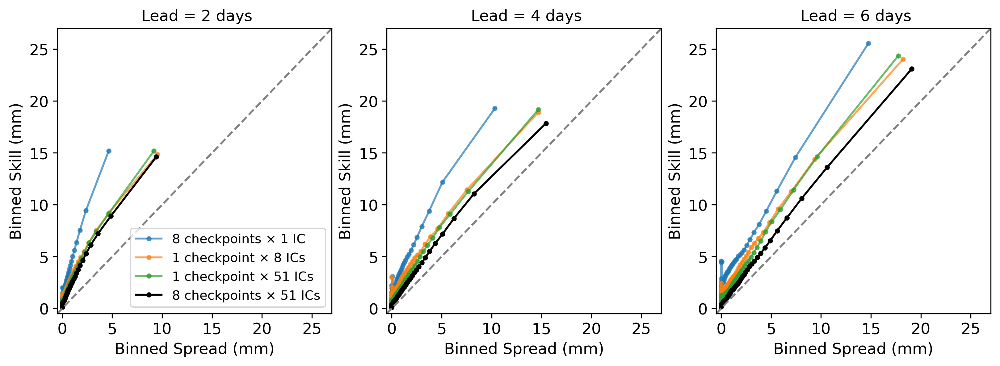 Lead = 2 days
25
20
15
10
5
0
Binned Skill (mm)
8 checkpoints × 1 IC
1 checkpoint × 8 ICs
1 checkpoint × 51 ICs
8 checkpoints × 51 ICs
0 5 10 15 20 25
Binned Spread (mm)
Lead = 4 days
25
20
15
10
5
0
Binned Skill (mm)
0 5 10 15 20 25
Binned Spread (mm)
Lead = 6 days
25
20
15
10
5
0
Binned Skill (mm)
0 5 10 15 20 25
Binned Spread (mm)